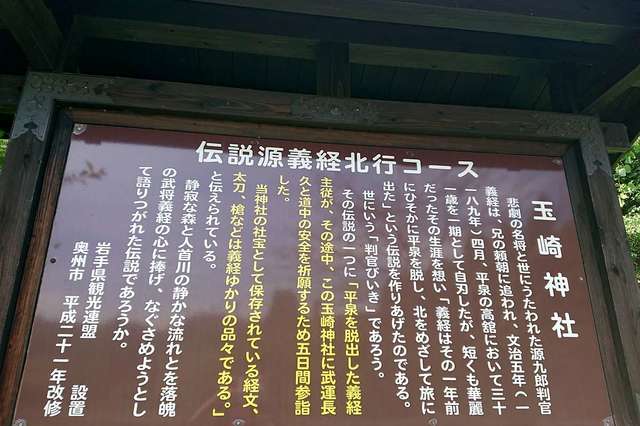 伝説源義経北行コース
玉崎神社
悲劇の名将と世にうたわれた源九郎判官
義経は、兄の頼朝に追われ、文治五年（一
一八九年）四月、平泉の高舘において三十
一歳を一期として自刃したが、短くも華麗
だったその生涯を想い「義経はその一年前
にひそかに平泉を脱し、北をめざして旅に
出た」という伝説を作りあげたのである。
世にいう「判官びいき」であろう。
その伝説の一つに「平泉を脱出した義経
主従が、その途中、この玉崎神社に武運長
久と道中の安全を祈願するため五日間参詣
した。
当神社の社宝として保存されている経文、
太刀、槍などは義経ゆかりの品々である。」
と伝えられている。
静寂な森と人首川の静かな流れとを落魄
の武将義経の心に捧げ、なぐさめようとし
て語りつがれた伝説であろうか。
岩手県観光連盟
奥州市　設置
平成二十一年改修